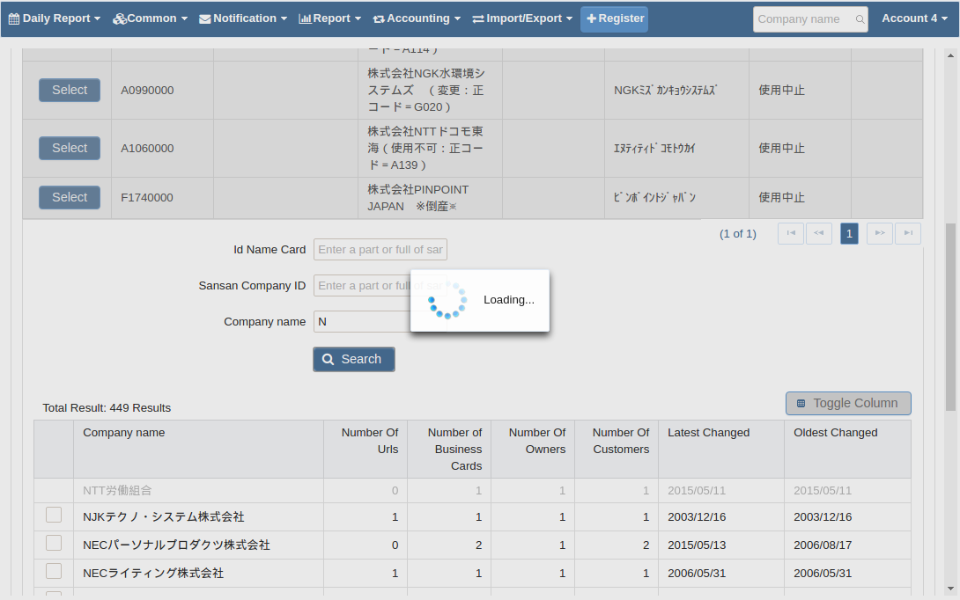 Daily Report Common Notification Report Accounting Import/Export Register Company name Account 4
ード=A114 )
株式会社NGK水環境シ
Select A0990000 ステムズ （ 変更：正 NGKﾐｽﾞｶﾝｷｮｳｼｽﾃﾑｽﾞ 使用中止
コード = G020 )
株式会社NTTドコモ東
Select A1060000 海 ( 使用不可：正コー ｴﾇﾃｨﾃｨﾄﾞｺﾓﾄｳｶｲ 使用中止
ド = A139 )
株式会社PINPOINT
Select F1740000 ﾋﾟﾝﾎﾟｲﾝﾄｼﾞｬﾊﾟﾝ 使用中止
JAPAN ※倒産※
(1 of 1) 1
Id Name Card Enter a part or full of sar
Sansan Company ID Enter a part or full
Loading...
Company name N
Search
Total Result: 449 Results Toggle Column
Company name Number Of Number of Number Of Number Of Latest Changed Oldest Changed
Urls Business Owners Customers
Cards
NTT労働組合 0 1 1 1 2015/05/11 2015/05/11
NJKテクノ・システム株式会社 1 1 1 1 2003/12/16 2003/12/16
NECパーソナルプロダクツ株式会社 0 2 1 2 2015/05/13 2006/08/17
NECライティング株式会社 1 1 1 1 2006/05/31 2006/05/31